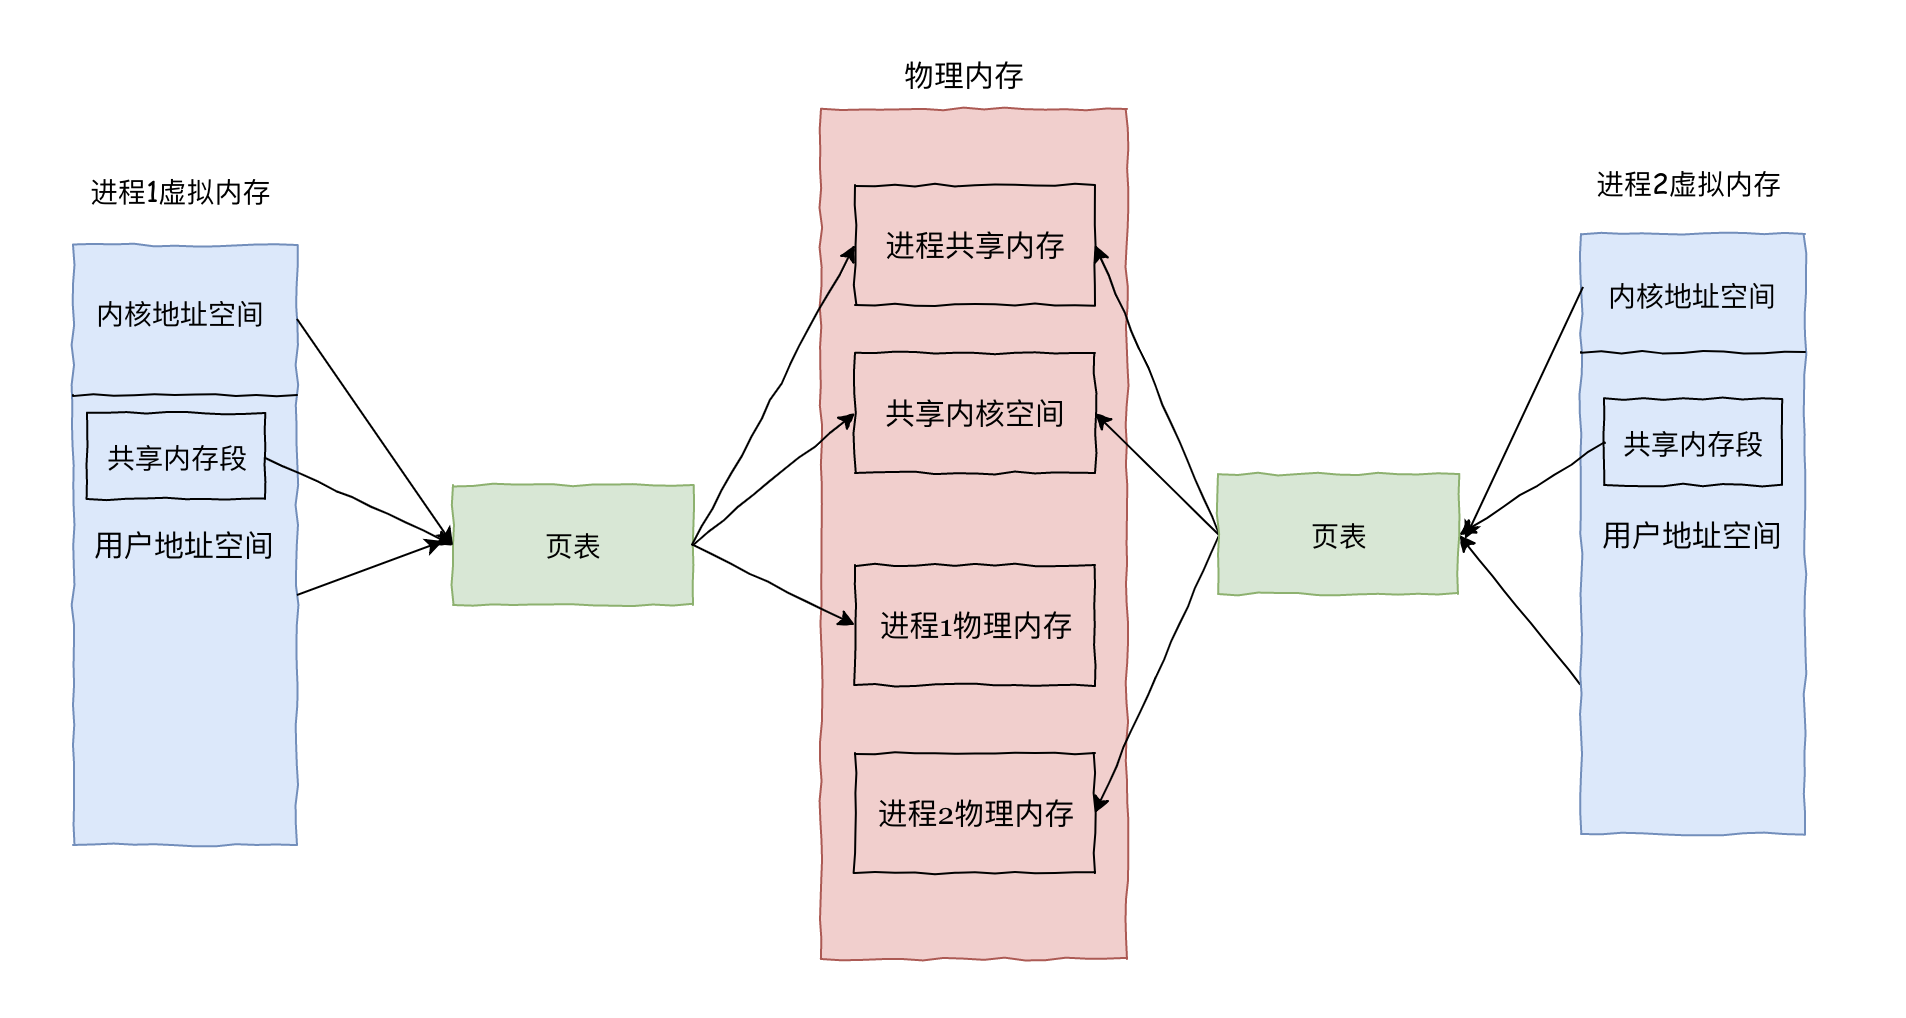 物理内存
进程1虚拟内存
进程2虚拟内存
内核地址空间
共享内存段
用户地址空间
页表
进程共享内存
共享内核空间
进程1物理内存
进程2物理内存
页表
内核地址空间
共享内存段
用户地址空间